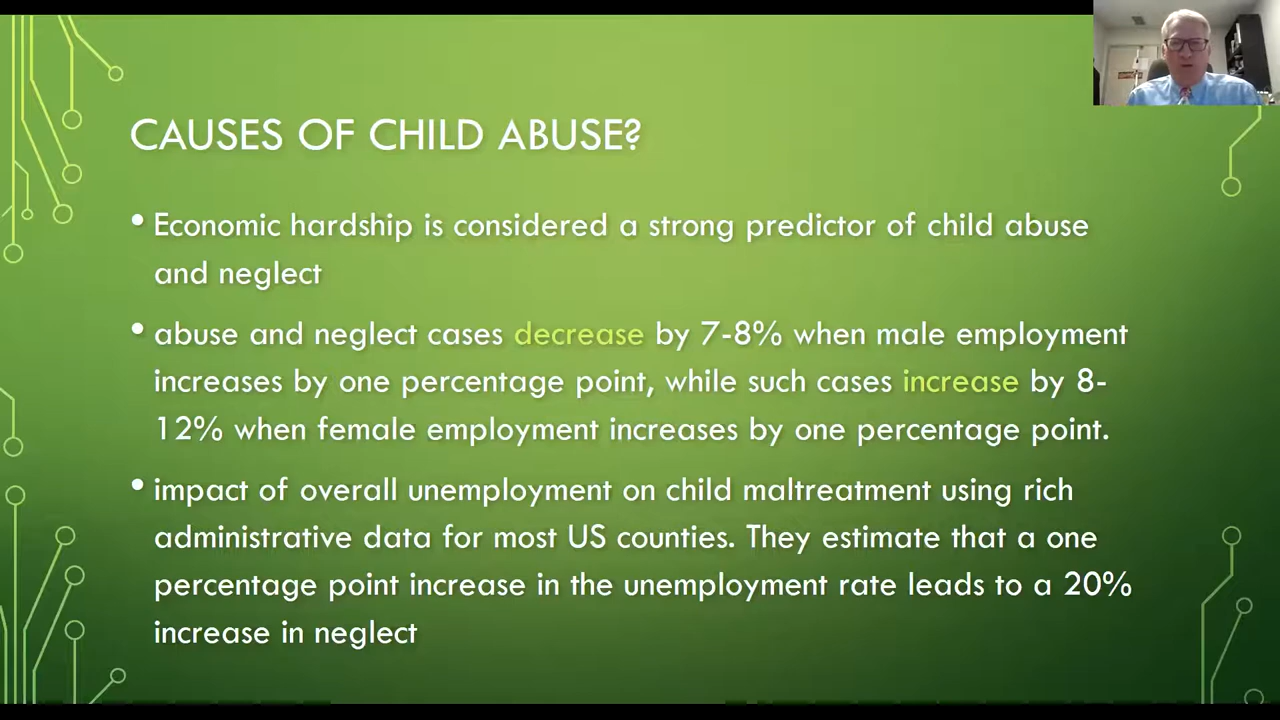 CAUSES OF CHILD ABUSE?
• Economic hardship is considered a strong predictor of child abuse
and neglect
• abuse and neglect cases decrease by 7-8% when male employment
increases by one percentage point, while such cases increase by 8-
12% when female employment increases by one percentage point.
• impact of overall unemployment on child maltreatment using rich
administrative data for most US counties. They estimate that a one
percentage point increase in the unemployment rate leads to a 20%
increase in neglect